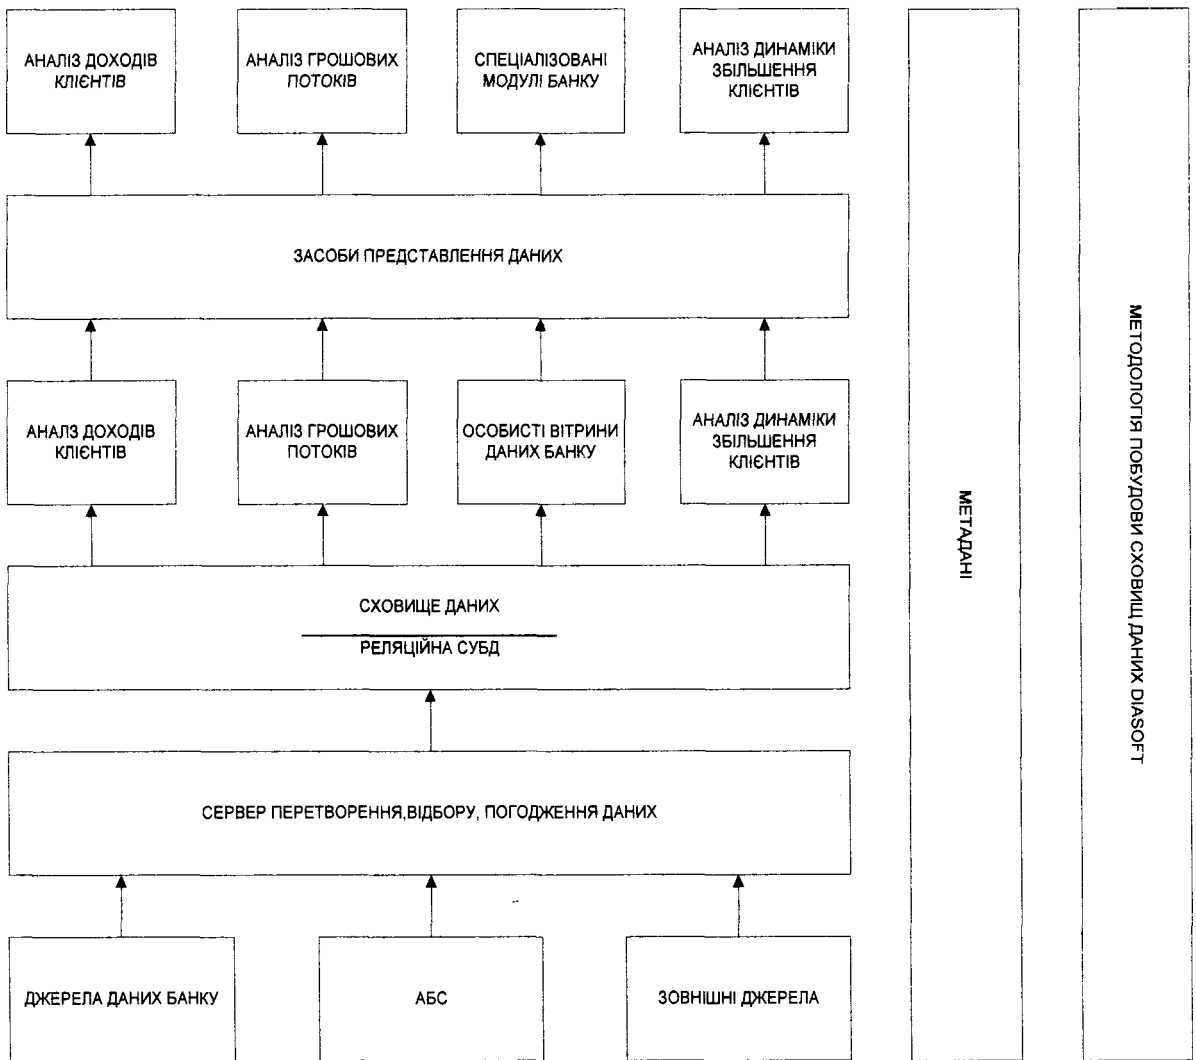 АНАЛІЗ ДОХОДІВ
КЛІЄНТІВ
АНАЛІЗ ГРОШОВИХ
ПОТОКІВ
СПЕЦІАЛІЗОВАНІ
МОДУЛІ БАНКУ
АНАЛІЗ ДИНАМІКИ
ЗБІЛЬШЕННЯ
КЛІЄНТІВ
ЗАСОБИ ПРЕДСТАВЛЕННЯ ДАНИХ
АНАЛЗ ДОХОДІВ
КЛІЄНТІВ
АНАЛІЗ ГРОШОВИХ
ПОТОКІВ
ОСОБИСТІ ВІТРИНИ
ДАНИХ БАНКУ
АНАЛІЗ ДИНАМІКИ
ЗБІЛЬШЕННЯ
КЛІЄНТІВ
СХОВИЩЕ ДАНИХ
РЕЛЯЦІЙНА СУБД
СЕРВЕР ПЕРЕТВОРЕННЯ,ВІДБОРУ, ПОГОДЖЕННЯ ДАНИХ
ДЖЕРЕЛА ДАНИХ БАНКУ
АБС
ЗОВНІШНІ ДЖЕРЕЛА
МЕТАДАНІ
МЕТОДОЛОГІЯ ПОБУДОВИ СХОВИЩ ДАНИХ DIASOFT